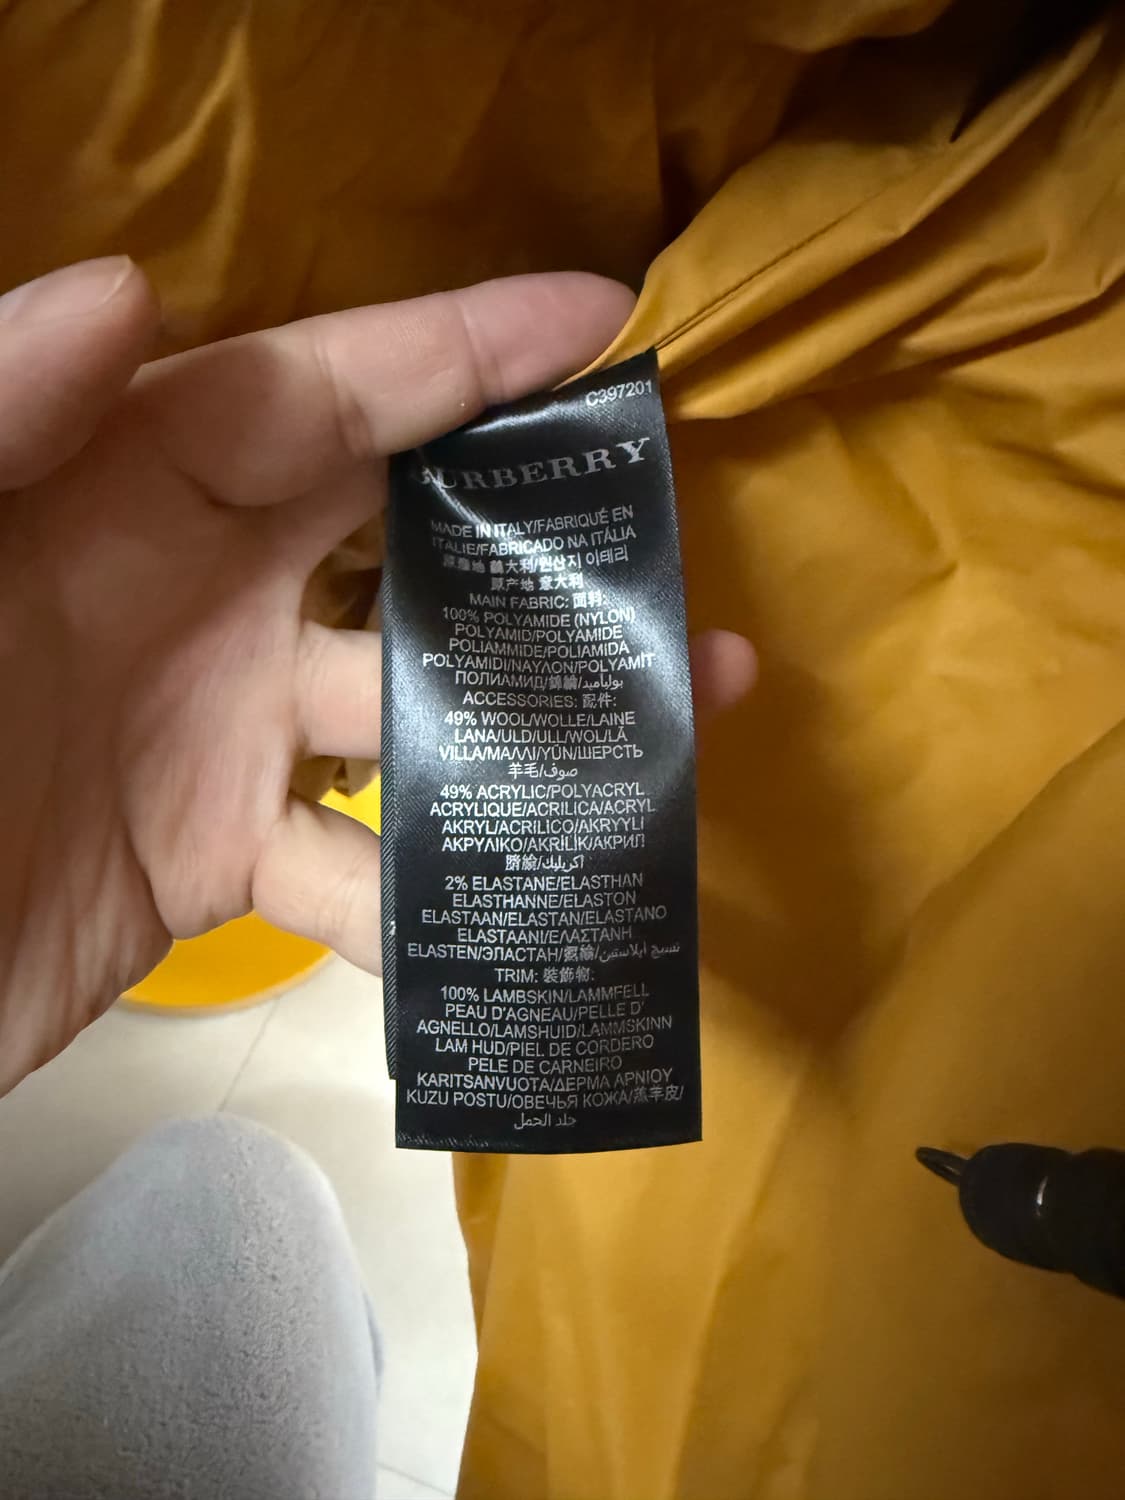 C397201
BURBERRY
MADE IN ITALY/FABRIQUÉ EN
ITALIE/FABRICADO NA ITÁLIA
原產地 義大利/원산지 이태리
原产地 意大利
MAIN FABRIC: 面料:
100% POLYAMIDE (NYLON)
POLYAMID/POLYAMIDE
POLIAMMIDE/POLIAMIDA
POLYAMIDI/ΝΑΥΛΟΝ/POLYAMIT
ПОЛИАМИД/錦綸/بولياميد
ACCESSORIES: 配件:
49% WOOL/WOLLE/LAINE
LANA/ULD/ULL/WOL/LÃ
VILLA/ΜΑΛΛΙ/YÜN/ШЕРСТЬ
羊毛/صوف
49% ACRYLIC/POLYACRYL
ACRYLIQUE/ACRILICA/ACRYL
AKRYL/ACRILICO/AKRYYLI
ΑΚΡΥΛΙΚΟ/AKRİLİK/АКРИЛ
腈綸/اكريليك
2% ELASTANE/ELASTHAN
ELASTHANNE/ELASTON
ELASTAAN/ELASTAN/ELASTANO
ELASTAANI/ΕΛΑΣΤΑΝΗ
ELASTEN/ЭЛАСТАН/氨綸/نسيج ايلاستين
TRIM: 裝飾物:
100% LAMBSKIN/LAMMFELL
PEAU D'AGNEAU/PELLE D'
AGNELLO/LAMSHUID/LAMMSKINN
LAM HUD/PIEL DE CORDERO
PELE DE CARNEIRO
KARITSANVUOTA/ΔΕΡΜΑ ΑΡΝΙΟΥ
KUZU POSTU/ОВЕЧЬЯ КОЖА/羔羊皮/
جلد الحمل